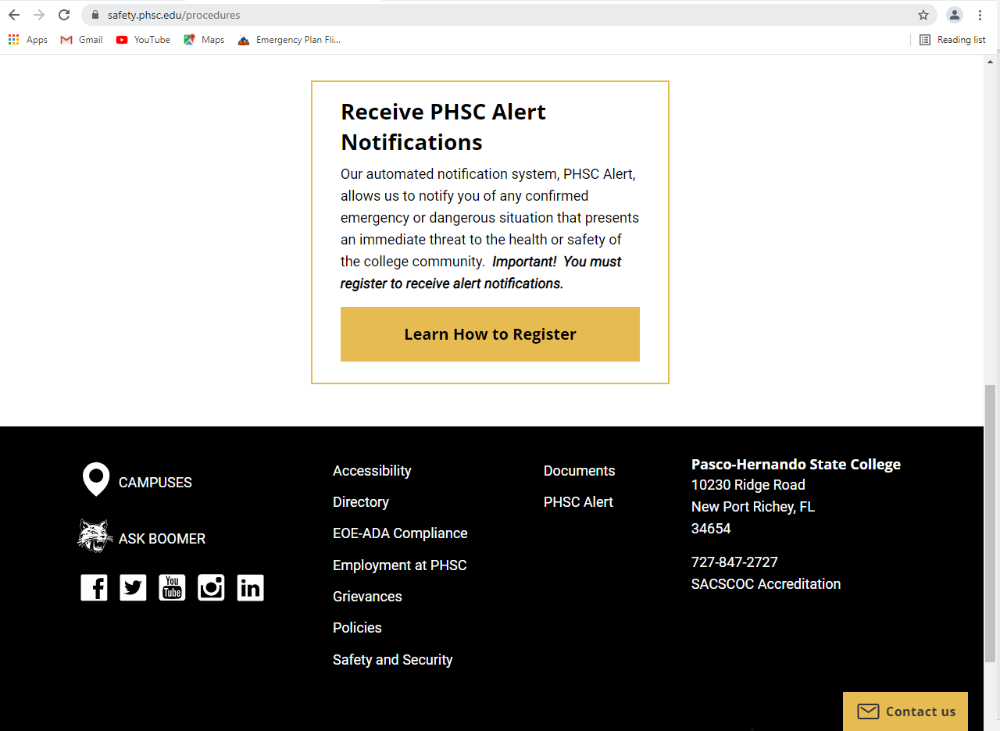 safety.phsc.edu/procedures
Apps Gmail YouTube Maps Emergency Plan Fli... Reading list
Receive PHSC Alert
Notifications
Our automated notification system, PHSC Alert,
allows us to notify you of any confirmed
emergency or dangerous situation that presents
an immediate threat to the health or safety of
the college community.  Important!  You must
register to receive alert notifications.
Learn How to Register
CAMPUSES
ASK BOOMER
You
Tube
in
Accessibility
Directory
EOE-ADA Compliance
Employment at PHSC
Grievances
Policies
Safety and Security
Documents
PHSC Alert
Pasco-Hernando State College
10230 Ridge Road
New Port Richey, FL
34654
727-847-2727
SACSCOC Accreditation
Contact us